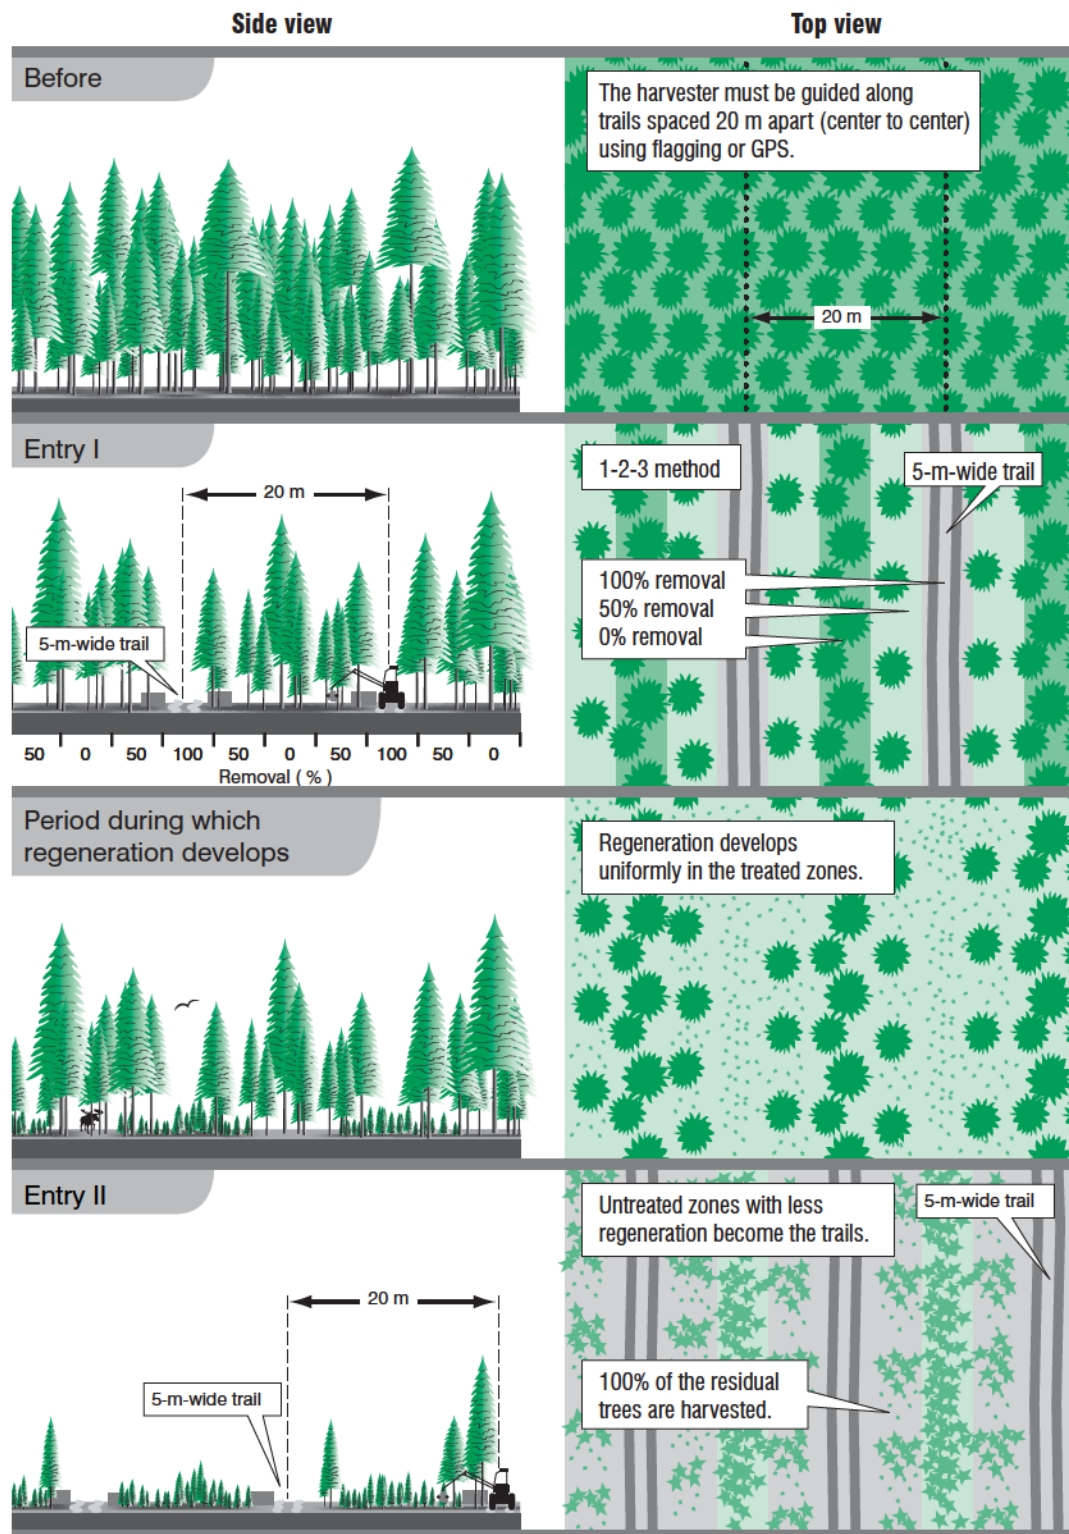 Side view
Top view
Before
The harvester must be guided along
trails spaced 20 m apart (center to center)
using flagging or GPS.
20 m
Entry I
20 m
5-m-wide trail
50 0 50 100 50 0 50 100 50 0
Removal ( % )
1-2-3 method
5-m-wide trail
100% removal
50% removal
0% removal
Period during which
regeneration develops
Regeneration develops
uniformly in the treated zones.
Entry II
20 m
5-m-wide trail
Untreated zones with less
regeneration become the trails.
5-m-wide trail
100% of the residual
trees are harvested.